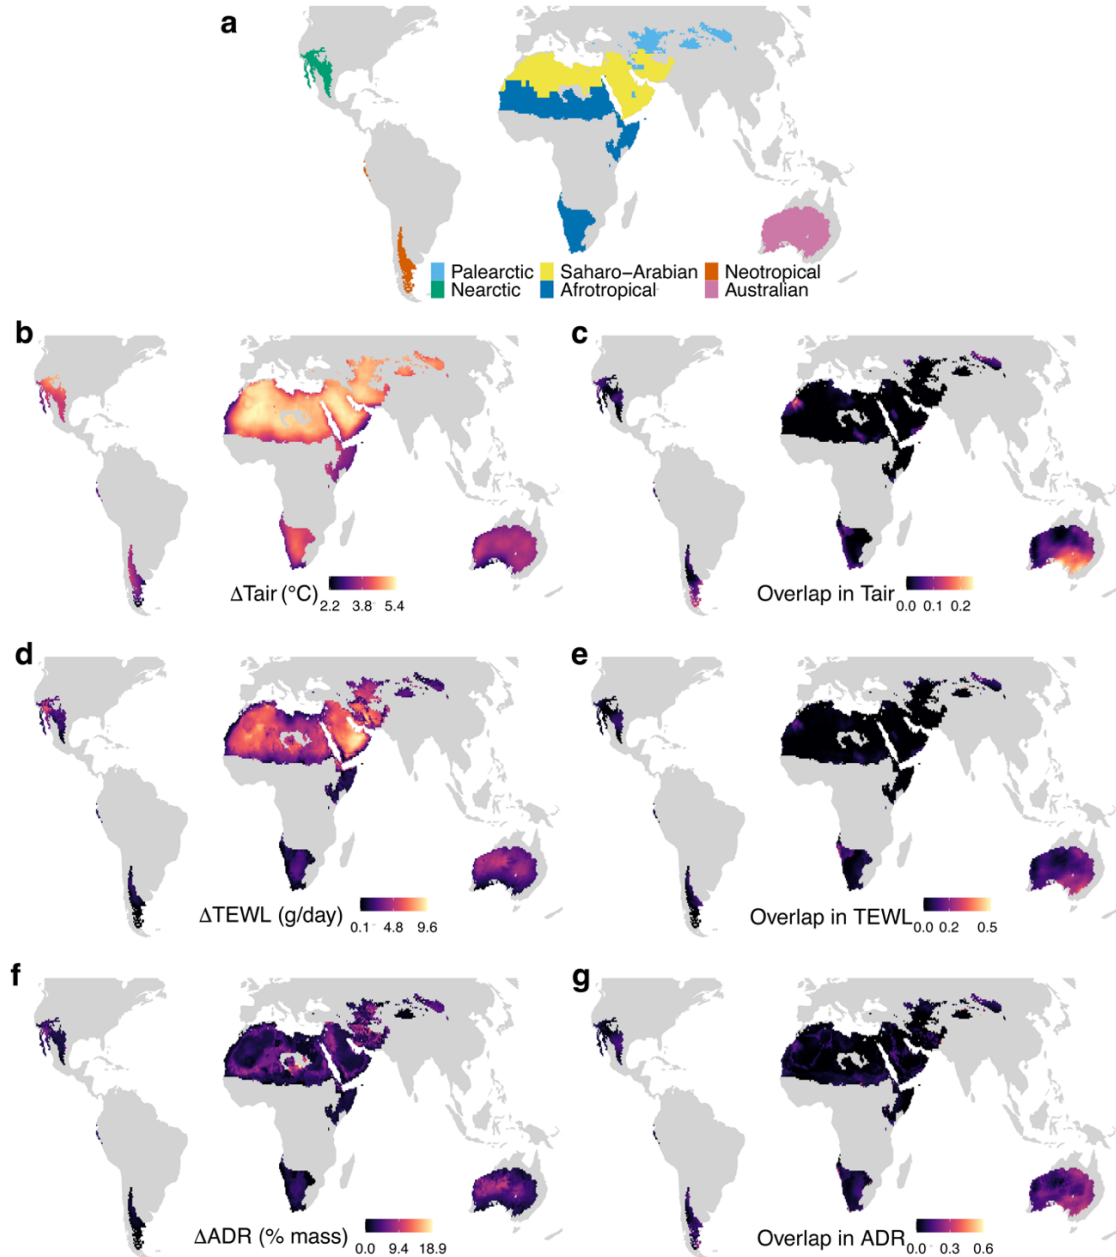 a
Palearctic Saharo-Arabian Neotropical
Nearctic Afrotropical Australian
b
ΔTair (°C) 2.2 3.8 5.4
c
Overlap in Tair 0.0 0.1 0.2
d
ΔTEWL (g/day) 0.1 4.8 9.6
e
Overlap in TEWL 0.0 0.2 0.5
f
ΔADR (% mass) 0.0 9.4 18.9
g
Overlap in ADR 0.0 0.3 0.6